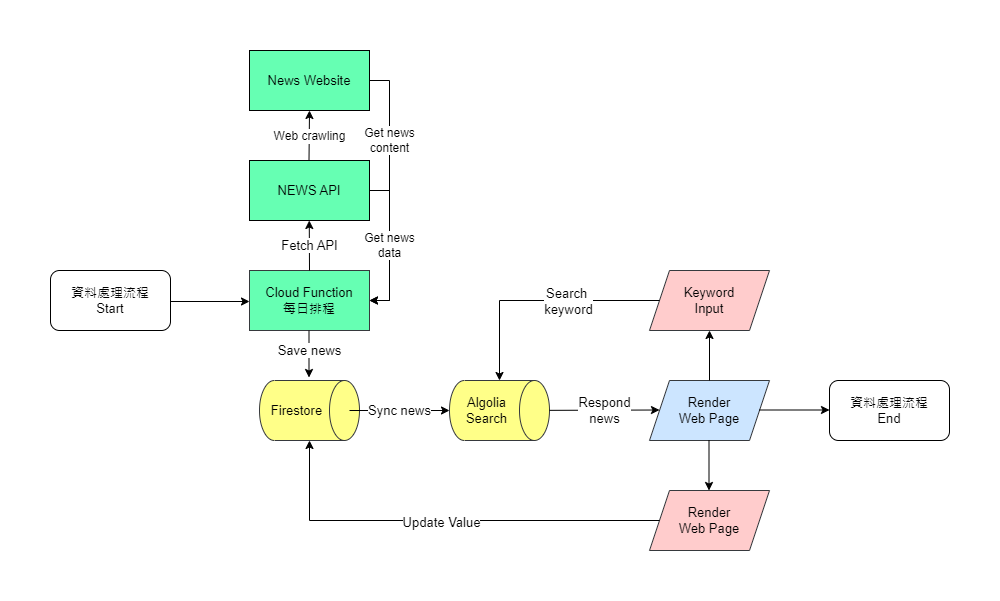 News Website
Web crawling
Get news
content
NEWS API
Fetch API
Get news
data
資料處理流程
Start
Cloud Function
每日排程
Search
keyword
Keyword
Input
Save news
Firestore
Sync news
Algolia
Search
Respond
news
Render
Web Page
資料處理流程
End
Render
Web Page
Update Value